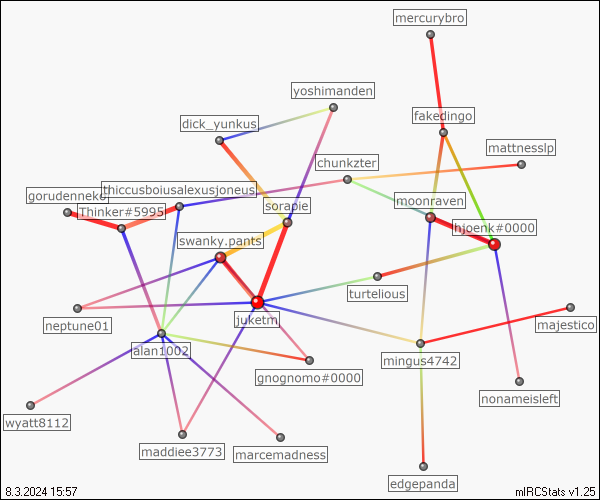 mercurybro
yoshimanden
fakedingo
dick_yunkus
mattnesslp
chunkzter
thiccusboiusalexusjoneus
gorudenneko
moonraven
sorapie
Thinker#5995
hjoenk#0000
swanky.pants
turtelious
juketm
neptune01
majestico
alan1002
mingus4742
gnognomo#0000
nonameisleft
wyatt8112
maddiee3773
marcemadness
edgepanda
8.3.2024 15:57
mIRCStats v1.25